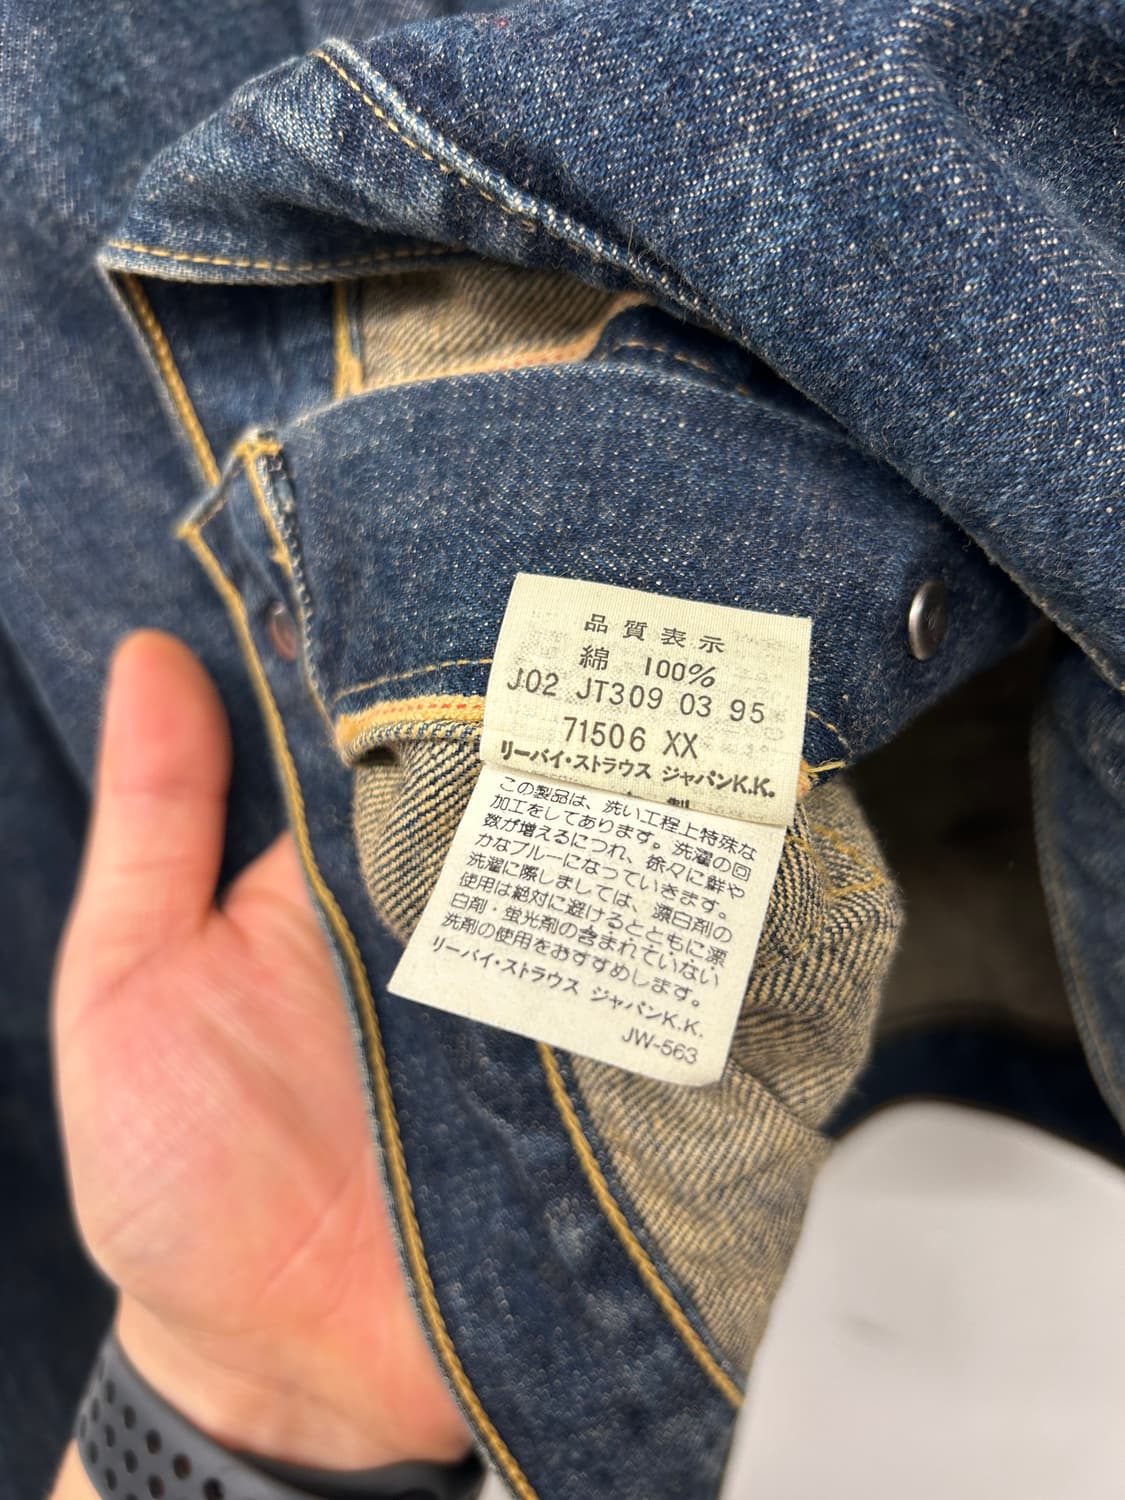 品質表示
綿 100%
J02 JT309 03 95
71506 XX
リーバイ・ストラウス ジャパンK.K.
この製品は、洗い工程上特殊な
加工をしてあります。洗濯の回
数が増えるにつれ、徐々に鮮や
かなブルーになっていきます。
洗濯に際しましては、漂白剤の
使用は絶対に避けるとともに漂
白剤・蛍光剤の含まれていない
洗剤の使用をおすすめします。
リーバイ・ストラウス ジャパンK.K.
JW-563